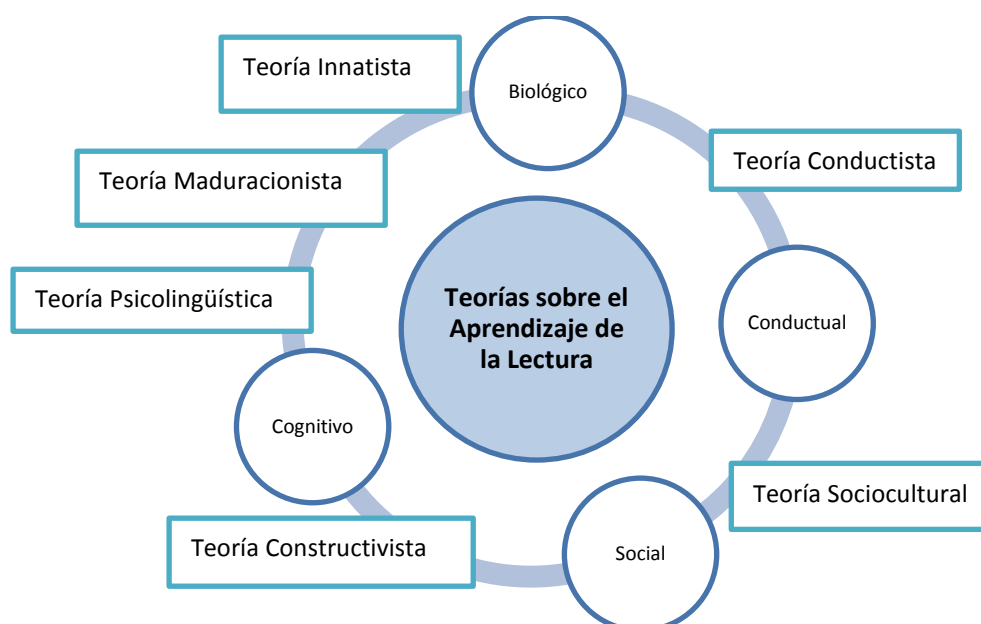 Teoría Innatista
Biológico
Teoría Conductista
Teoría Maduracionista
Teoría Psicolingüística
Teorías sobre el
Aprendizaje de
la Lectura
Conductual
Cognitivo
Teoría Sociocultural
Teoría Constructivista
Social